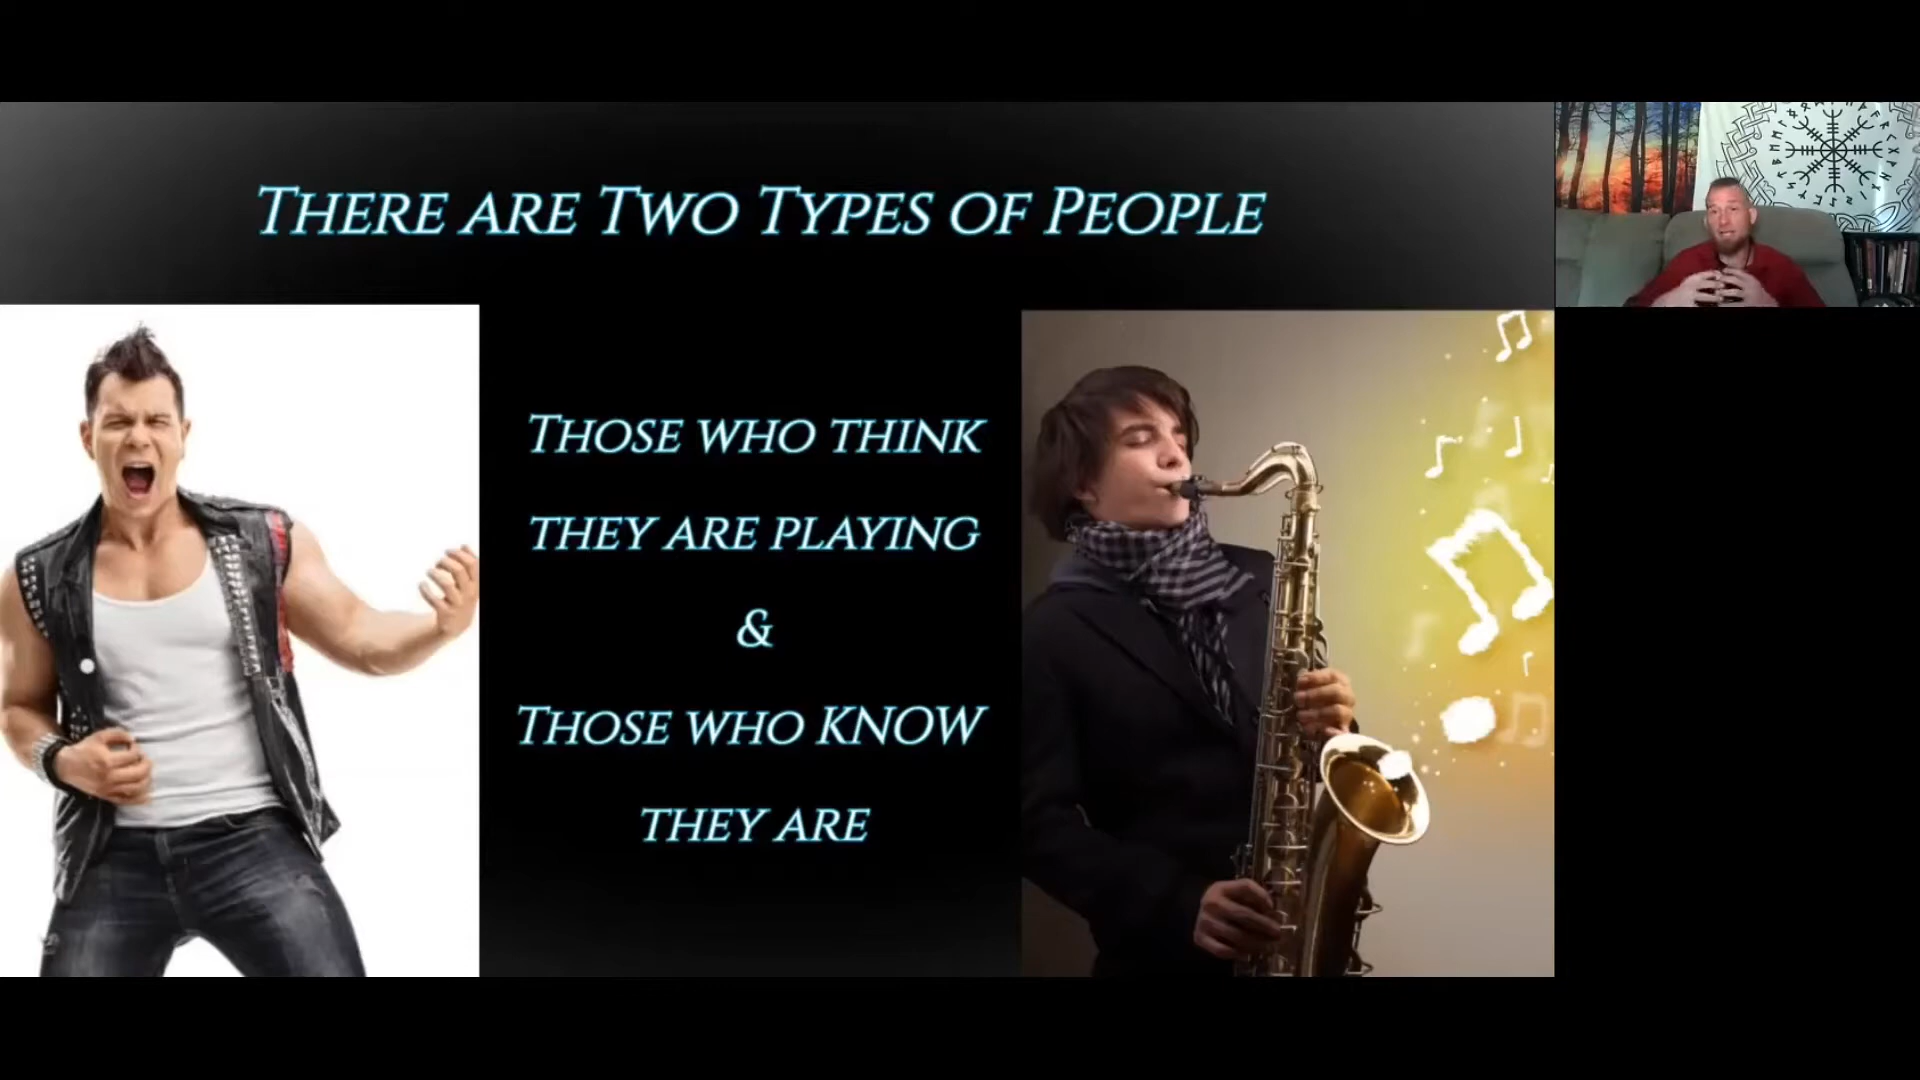 There are Two Types of People
Those who think
they are playing
&
Those who KNOW
they are